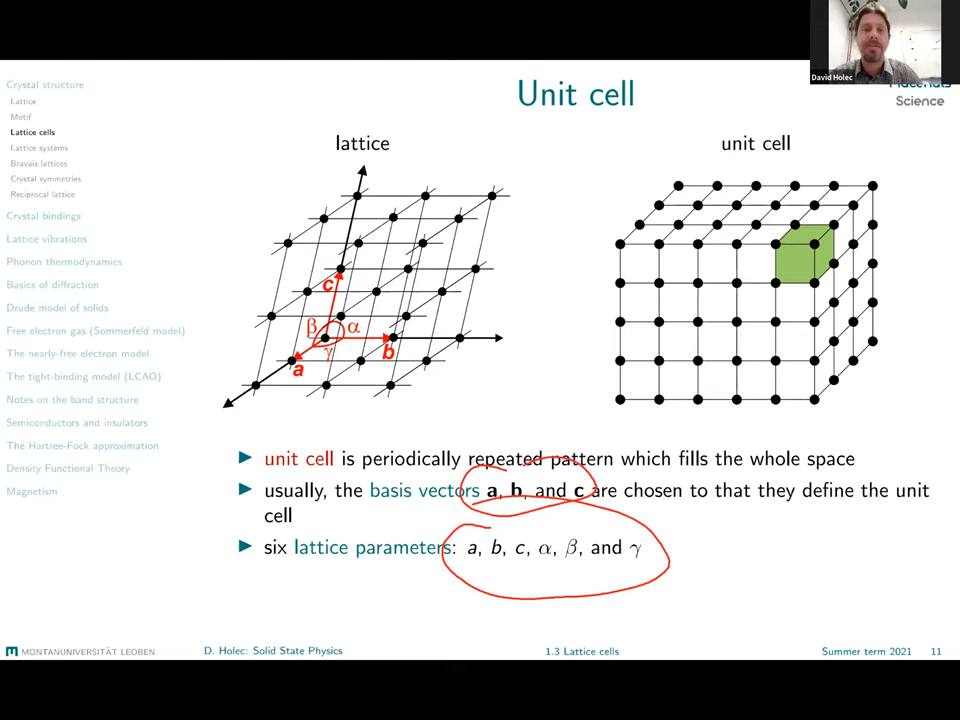 David Holec
Materials
Science
Crystal structure
Lattice
Motif
Lattice cells
Lattice systems
Bravais lattices
Crystal symmetries
Reciprocal lattice
Crystal bindings
Lattice vibrations
Phonon thermodynamics
Basics of diffraction
Drude model of solids
Free electron gas (Sommerfeld model)
The nearly-free electron model
The tight-binding model (LCAO)
Notes on the band structure
Semiconductors and insulators
The Hartree-Fock approximation
Density Functional Theory
Magnetism
Unit cell
lattice
unit cell
c
β α
γ b
a
▶ unit cell is periodically repeated pattern which fills the whole space
▶ usually, the basis vectors a, b, and c are chosen to that they define the unit
cell
▶ six lattice parameters: a, b, c, α, β, and γ
MONTANUNIVERSITÄT LEOBEN D. Holec: Solid State Physics 1.3 Lattice cells Summer term 2021 11